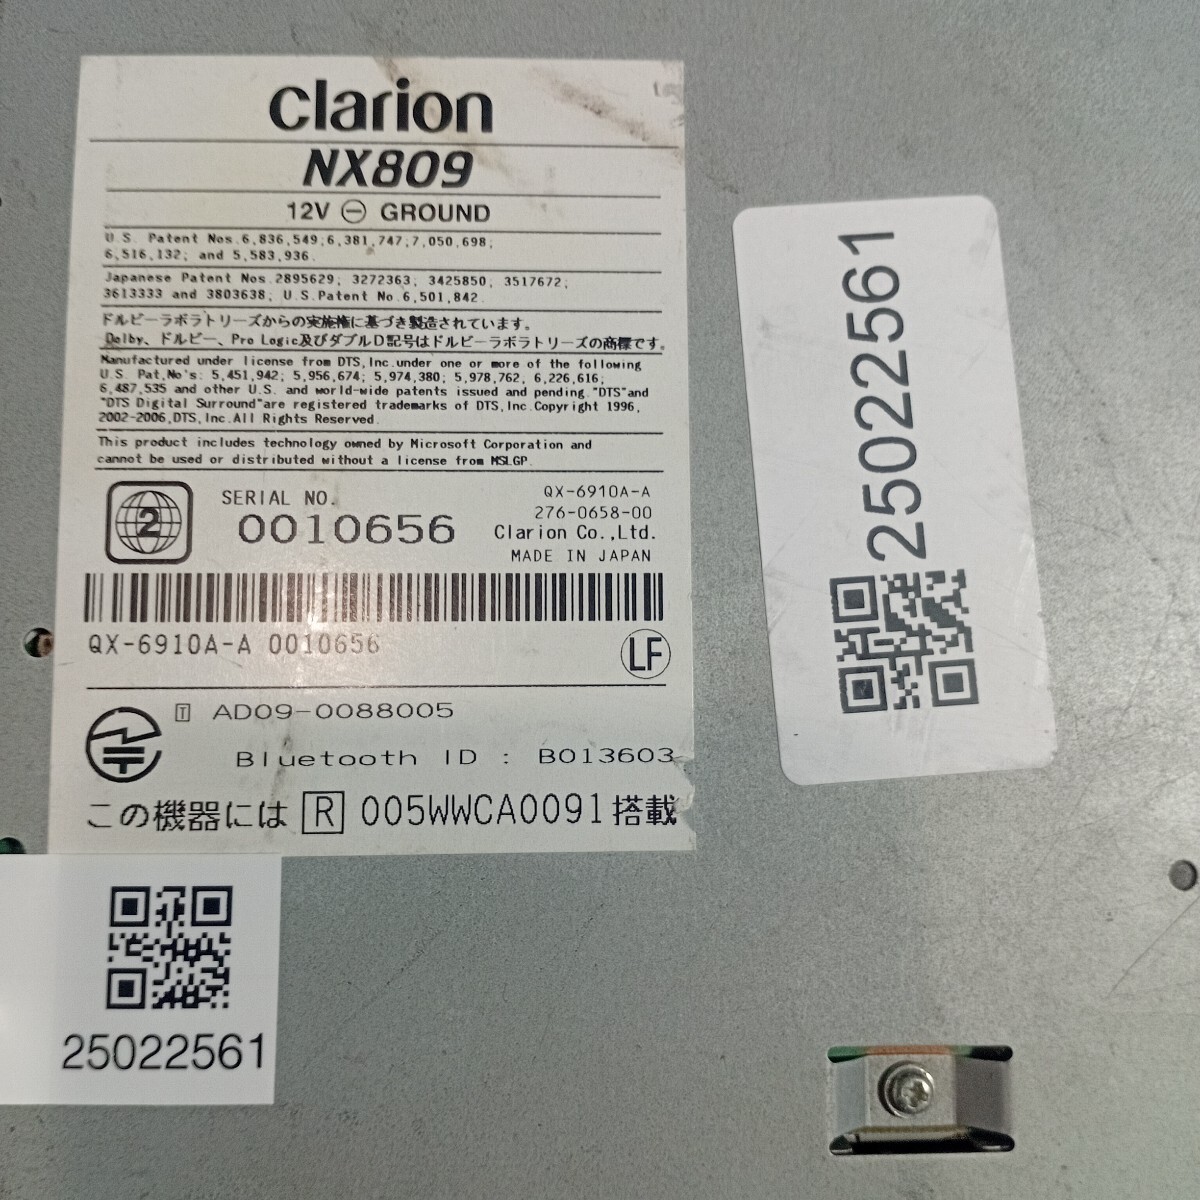 clarion
NX809
12V ⊖ GROUND
U.S. Patent Nos.6,836,549;6,381,747;7,050,698;
6,516,132; and 5,583,936.
Japanese Patent Nos.2895629; 3272363; 3425850; 3517672;
3613333 and 3803638; U.S.Patent No.6,501,842.
ドルビーラボラトリーズからの実施権に基づき製造されています。
Dolby、ドルビー、Pro Logic及びダブルD記号はドルビーラボラトリーズの商標です。
Manufactured under license from DTS,Inc.under one or more of the following
U.S. Pat,No's: 5,451,942; 5,956,674; 5,974,380; 5,978,762, 6,226,616;
6,487,535 and other U.S. and world-wide patents issued and pending."DTS"and
"DTS Digital Surround"are registered trademarks of DTS,Inc.Copyright 1996,
2002-2006,DTS,Inc.All Rights Reserved.
This product includes technology owned by Microsoft Corporation and
cannot be used or distributed without a license from MSLGP.
2
SERIAL NO.
0010656
QX-6910A-A
276-0658-00
Clarion Co.,Ltd.
MADE IN JAPAN
QX-6910A-A 0010656
LF
T AD09-0088005
Bluetooth ID : B013603
この機器には R 005WWCA0091搭載
25022561
25022561